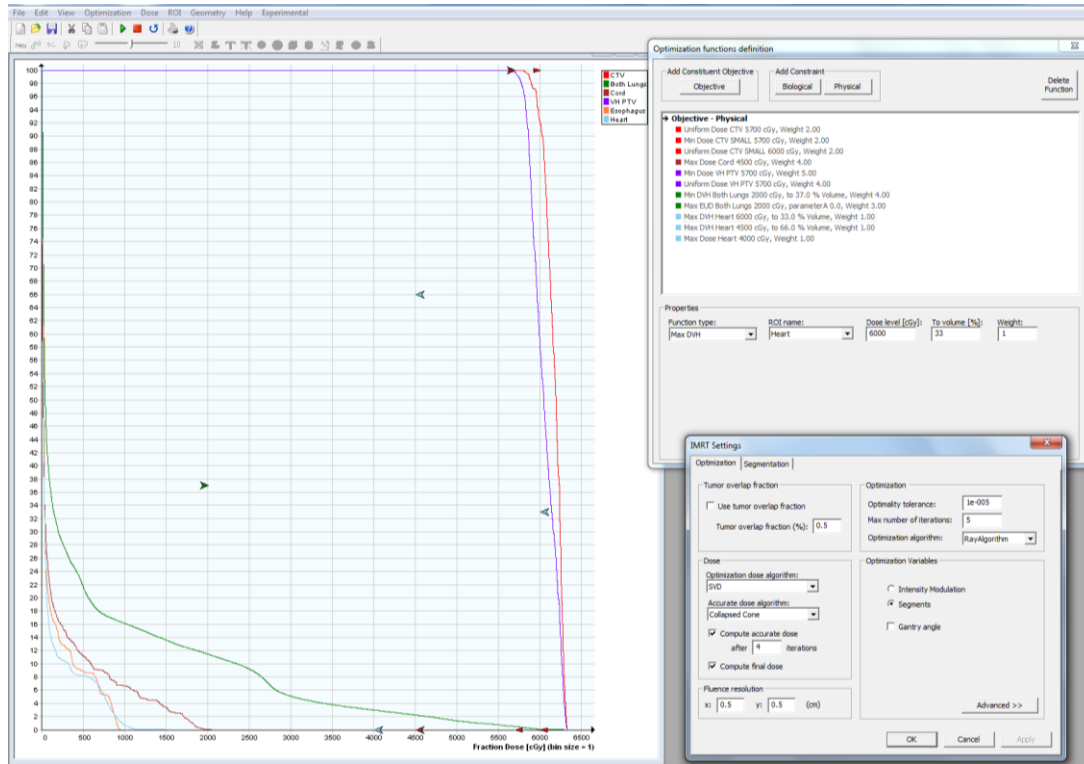 File Edit View Optimization Dose ROI Geometry Help Experimental
10
100
98
96
94
92
90
88
86
84
82
80
78
76
74
72
70
68
66
64
62
60
58
56
54
52
50
48
46
44
42
40
38
36
34
32
30
28
26
24
22
20
18
16
14
12
10
8
6
4
2
0
0 500 1000 1500 2000 2500 3000 3500 4000 4500 5000 5500 6000 6500
Fraction Dose [cGy] (bin size = 1)
CTV
Both Lungs
Cord
VH PTV
Esophagus
Heart
Optimization functions definition
Add Constituent Objective
Objective
Add Constraint
Biological Physical
Delete
Function
Objective - Physical
Uniform Dose CTV 5700 cGy, Weight 2.00
Min Dose CTV SMALL 5700 cGy, Weight 2.00
Uniform Dose CTV SMALL 6000 cGy, Weight 2.00
Max Dose Cord 4500 cGy, Weight 4.00
Min Dose VH PTV 5700 cGy, Weight 5.00
Uniform Dose VH PTV 5700 cGy, Weight 4.00
Min DVH Both Lungs 2000 cGy, to 37.0 % Volume, Weight 4.00
Max EUD Both Lungs 2000 cGy, parameterA 0.0, Weight 3.00
Max DVH Heart 6000 cGy, to 33.0 % Volume, Weight 1.00
Max DVH Heart 4500 cGy, to 66.0 % Volume, Weight 1.00
Max Dose Heart 4000 cGy, Weight 1.00
Properties
Function type: ROI name: Dose level [cGy]: To volume [%]: Weight:
Max DVH Heart 6000 33 1
IMRT Settings
Optimization Segmentation
Tumor overlap fraction
Use tumor overlap fraction
Tumor overlap fraction (%): 0.5
Dose
Optimization dose algorithm:
SVD
Accurate dose algorithm:
Collapsed Cone
Compute accurate dose
after 4 iterations
Compute final dose
Fluence resolution
x: 0.5 y: 0.5 (cm)
Optimization
Optimality tolerance: 1e-005
Max number of iterations: 5
Optimization algorithm: RayAlgorithm
Optimization Variables
Intensity Modulation
Segments
Gantry angle
Advanced >>
OK Cancel Apply